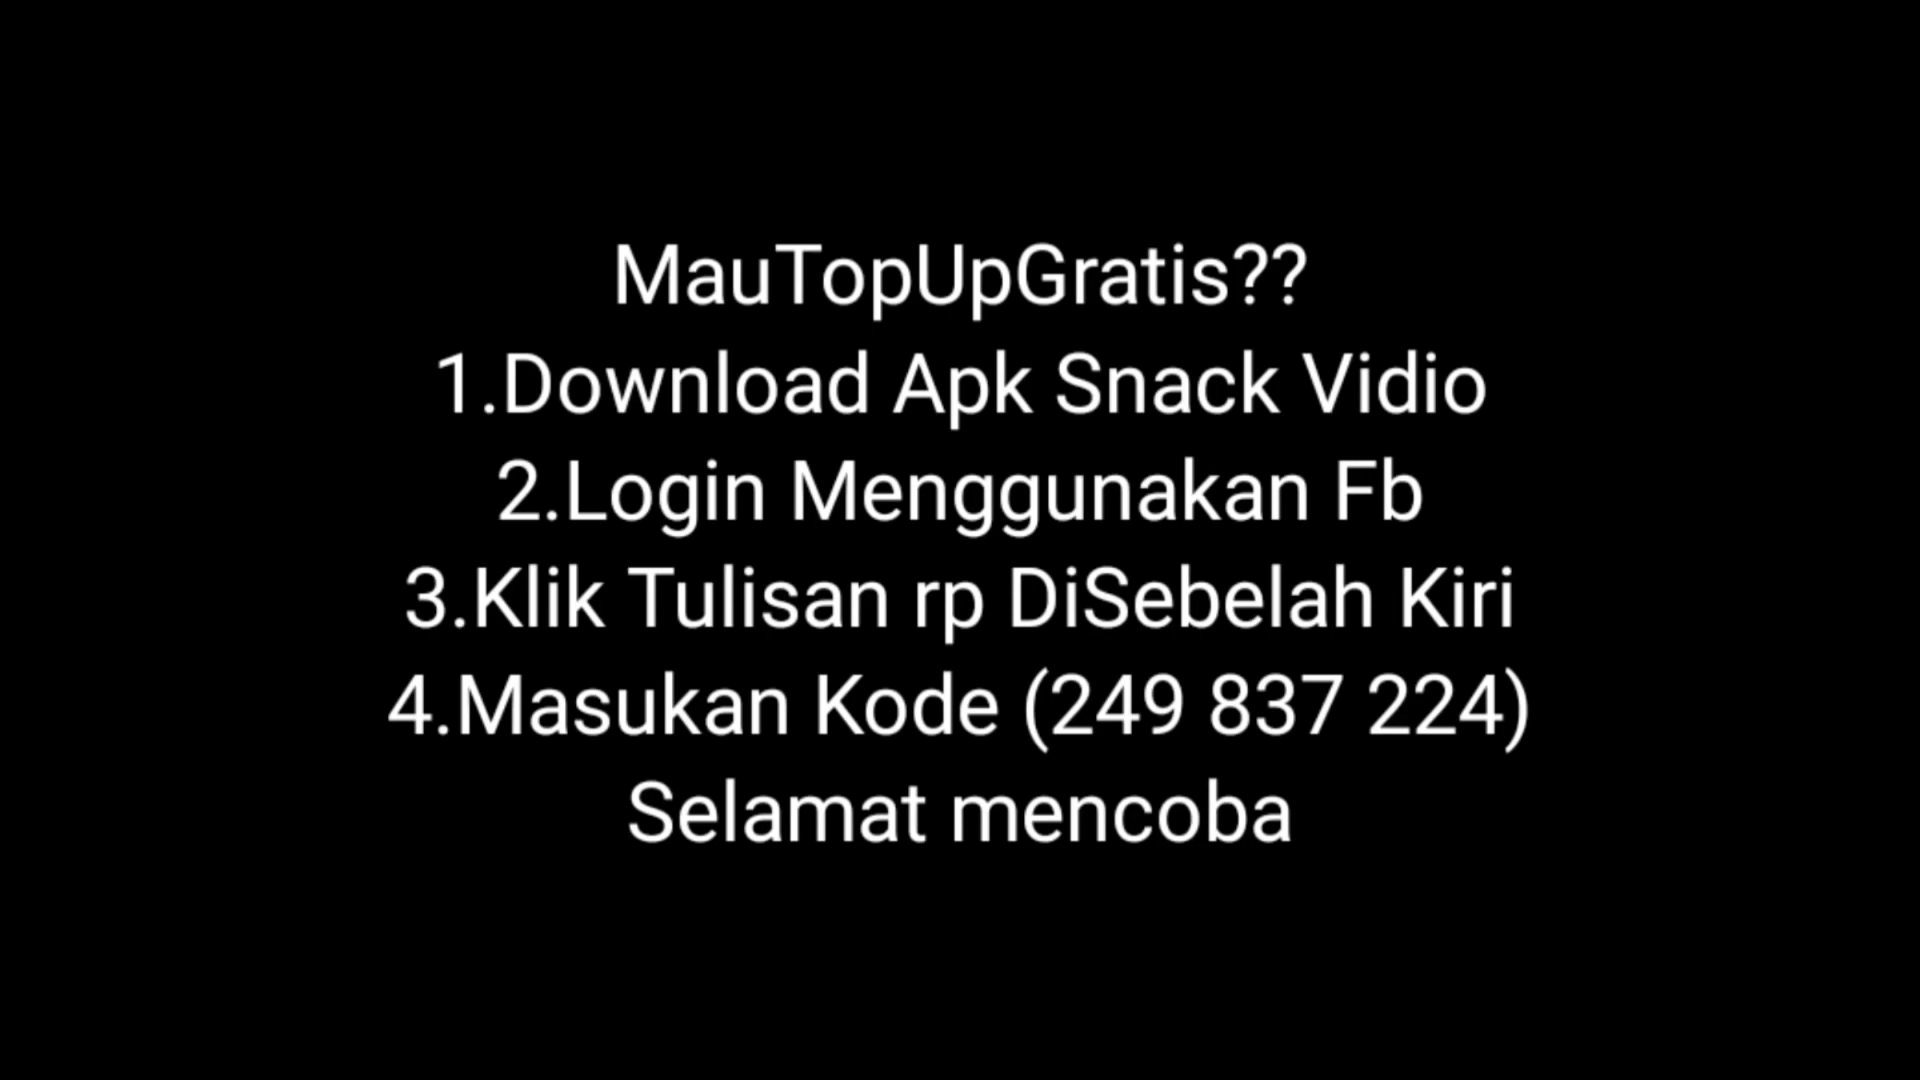 MauTopUpGratis??
1.Download Apk Snack Vidio
2.Login Menggunakan Fb
3.Klik Tulisan rp DiSebelah Kiri
4.Masukan Kode (249 837 224)
Selamat mencoba